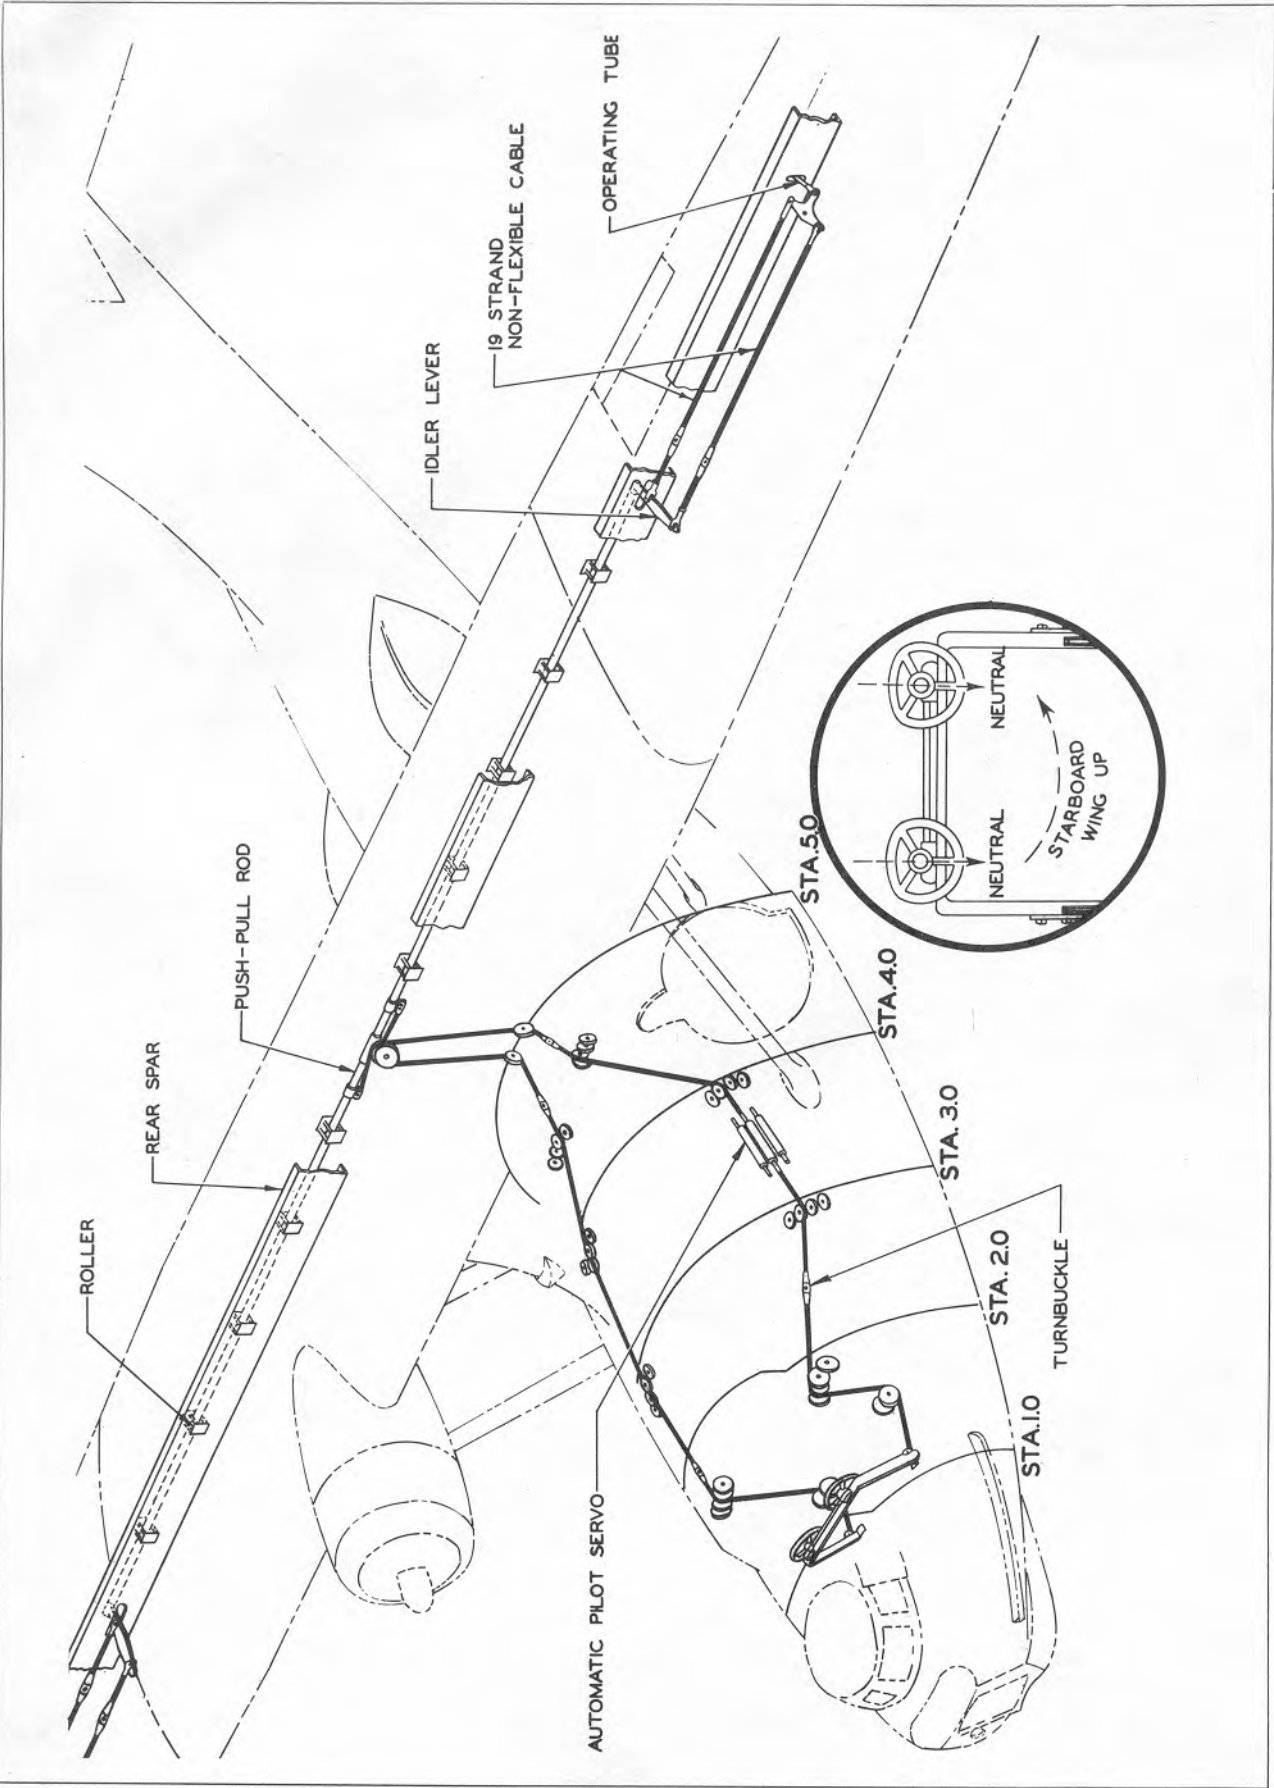 ROLLER
REAR SPAR
PUSH-PULL ROD
IDLER LEVER
19 STRAND
NON-FLEXIBLE CABLE
OPERATING TUBE
AUTOMATIC PILOT SERVO
STA.1.0
STA. 2.0
STA. 3.0
STA.4.0
STA.5.0
TURNBUCKLE
NEUTRAL
NEUTRAL
STARBOARD
WING UP